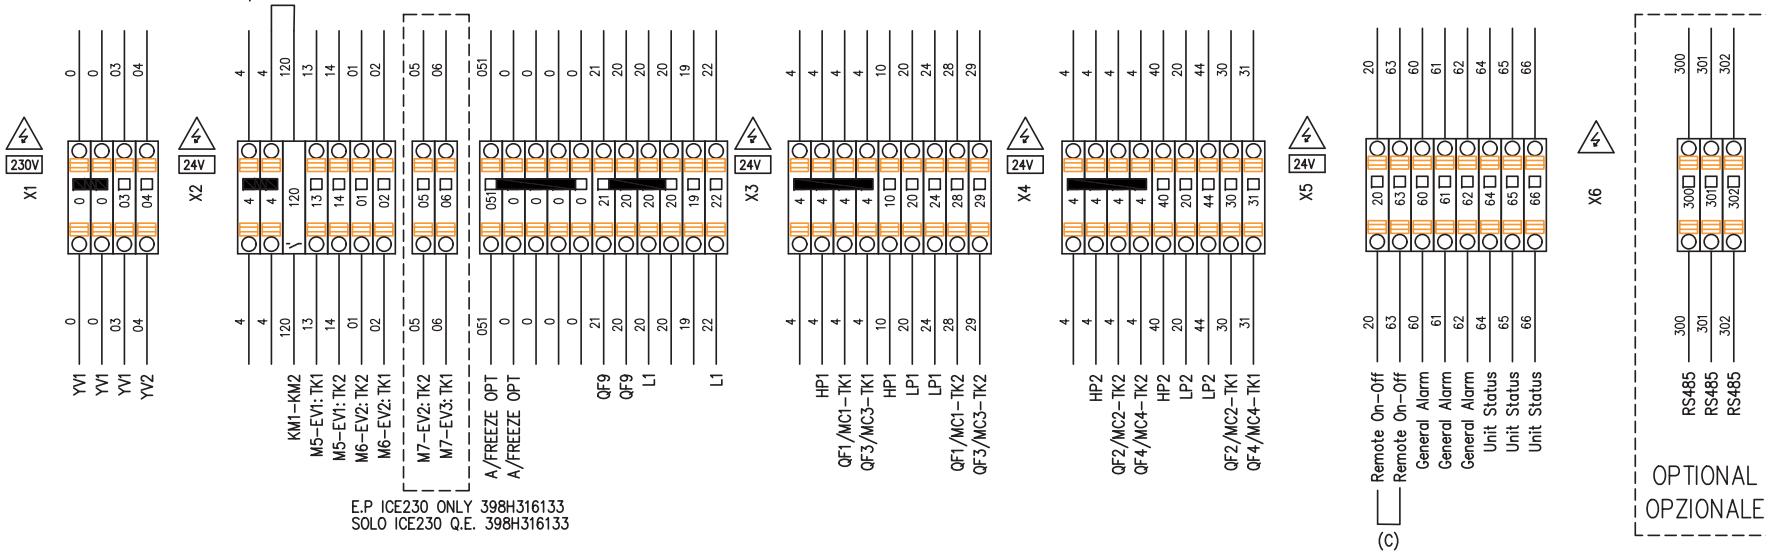 0 0 03 04
4 4 120 13 14 01 02
05 06
051 0 0 0 0 21 20 20 20 19 22
4 4 4 4 10 20 24 28 29
4 4 4 4 40 20 44 30 31
20 63 60 61 62 64 65 66
300 301 302
230V
X1
24V
X2
24V
X3
24V
X4
24V
X5
X6
0 0 03 04
4 4 120 13 14 01 02
05 06
051 0 0 0 0 21 20 20 20 19 22
4 4 4 4 10 20 24 28 29
4 4 4 4 40 20 44 30 31
20 63 60 61 62 64 65 66
300 301 302
0 0 03 04
4 4 120 13 14 01 02
05 06
051 0 0 0 0 21 20 20 20 19 22
4 4 4 4 10 20 24 28 29
4 4 4 4 40 20 44 30 31
20 63 60 61 62 64 65 66
300 301 302
YV1
YV1
YV1
YV2
KM1-KM2
M5-EV1:TK1
M5-EV1:TK2
M6-EV2:TK2
M6-EV2:TK1
M7-EV2:TK2
M7-EV3:TK1
A/FREEZE OPT
A/FREEZE OPT
QF9
QF9
L1
L1
HP1
QF1/MC1-TK1
QF3/MC3-TK1
HP1
LP1
LP1
QF1/MC1-TK2
QF3/MC3-TK2
HP2
QF2/MC2-TK2
QF4/MC4-TK2
HP2
LP2
LP2
QF2/MC2-TK1
QF4/MC4-TK1
Remote On-Off
Remote On-Off
General Alarm
General Alarm
General Alarm
Unit Status
Unit Status
Unit Status
RS485
RS485
RS485
E.P ICE230 ONLY 398H316133
SOLO ICE230 Q.E. 398H316133
(C)
OPTIONAL
OPZIONALE